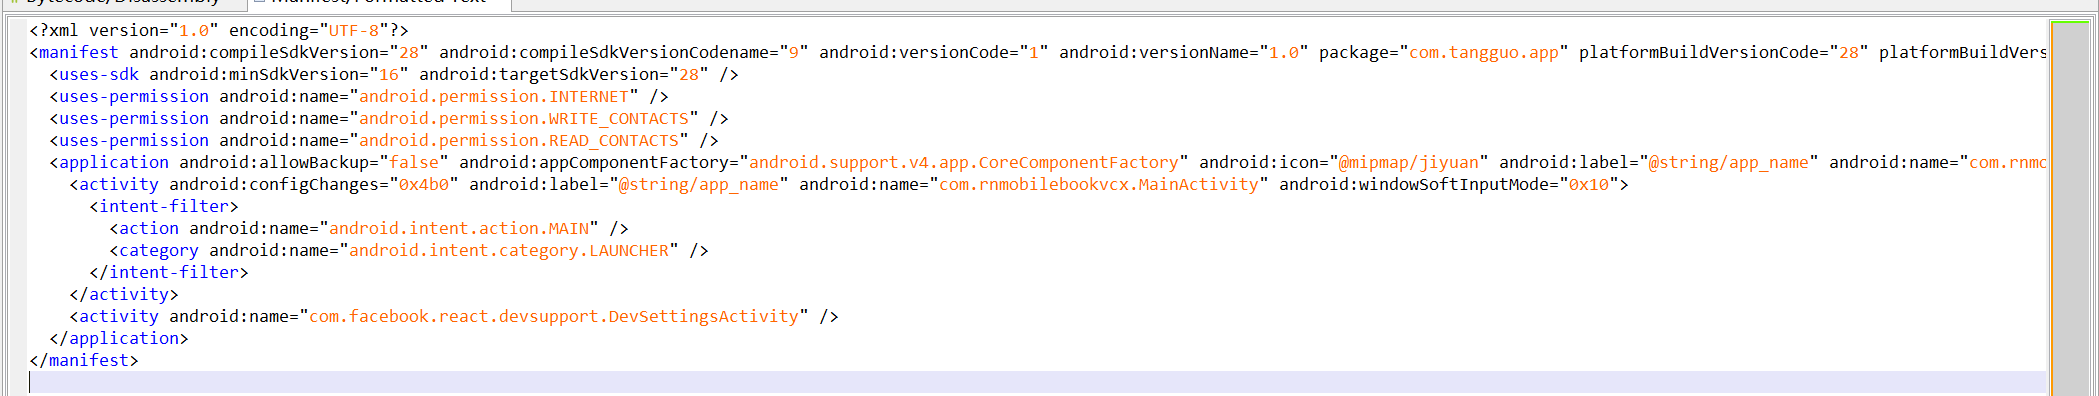 Bytecode/Disassembly Manifest/Formatted Text
<?xml version="1.0" encoding="UTF-8"?>
<manifest android:compileSdkVersion="28" android:compileSdkVersionCodename="9" android:versionCode="1" android:versionName="1.0" package="com.tangguo.app" platformBuildVersionCode="28" platformBuildVers
<uses-sdk android:minSdkVersion="16" android:targetSdkVersion="28" />
<uses-permission android:name="android.permission.INTERNET" />
<uses-permission android:name="android.permission.WRITE_CONTACTS" />
<uses-permission android:name="android.permission.READ_CONTACTS" />
<application android:allowBackup="false" android:appComponentFactory="android.support.v4.app.CoreComponentFactory" android:icon="@mipmap/jiyuan" android:label="@string/app_name" android:name="com.rnmo
<activity android:configChanges="0x4b0" android:label="@string/app_name" android:name="com.rnmobilebookvcx.MainActivity" android:windowSoftInputMode="0x10">
<intent-filter>
<action android:name="android.intent.action.MAIN" />
<category android:name="android.intent.category.LAUNCHER" />
</intent-filter>
</activity>
<activity android:name="com.facebook.react.devsupport.DevSettingsActivity" />
</application>
</manifest>